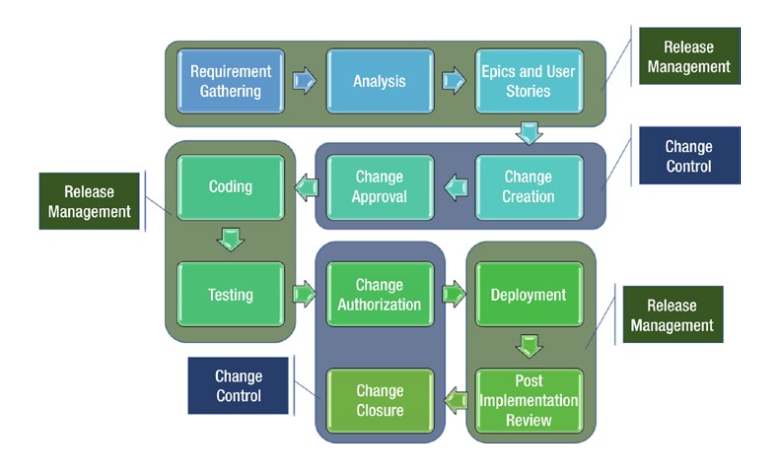 Requirement
Gathering
Analysis
Epics and User
Stories
Release
Management
Change
Control
Change
Creation
Change
Approval
Coding
Release
Management
Testing
Change
Authorization
Deployment
Release
Management
Post
Implementation
Review
Change
Closure
Change
Control